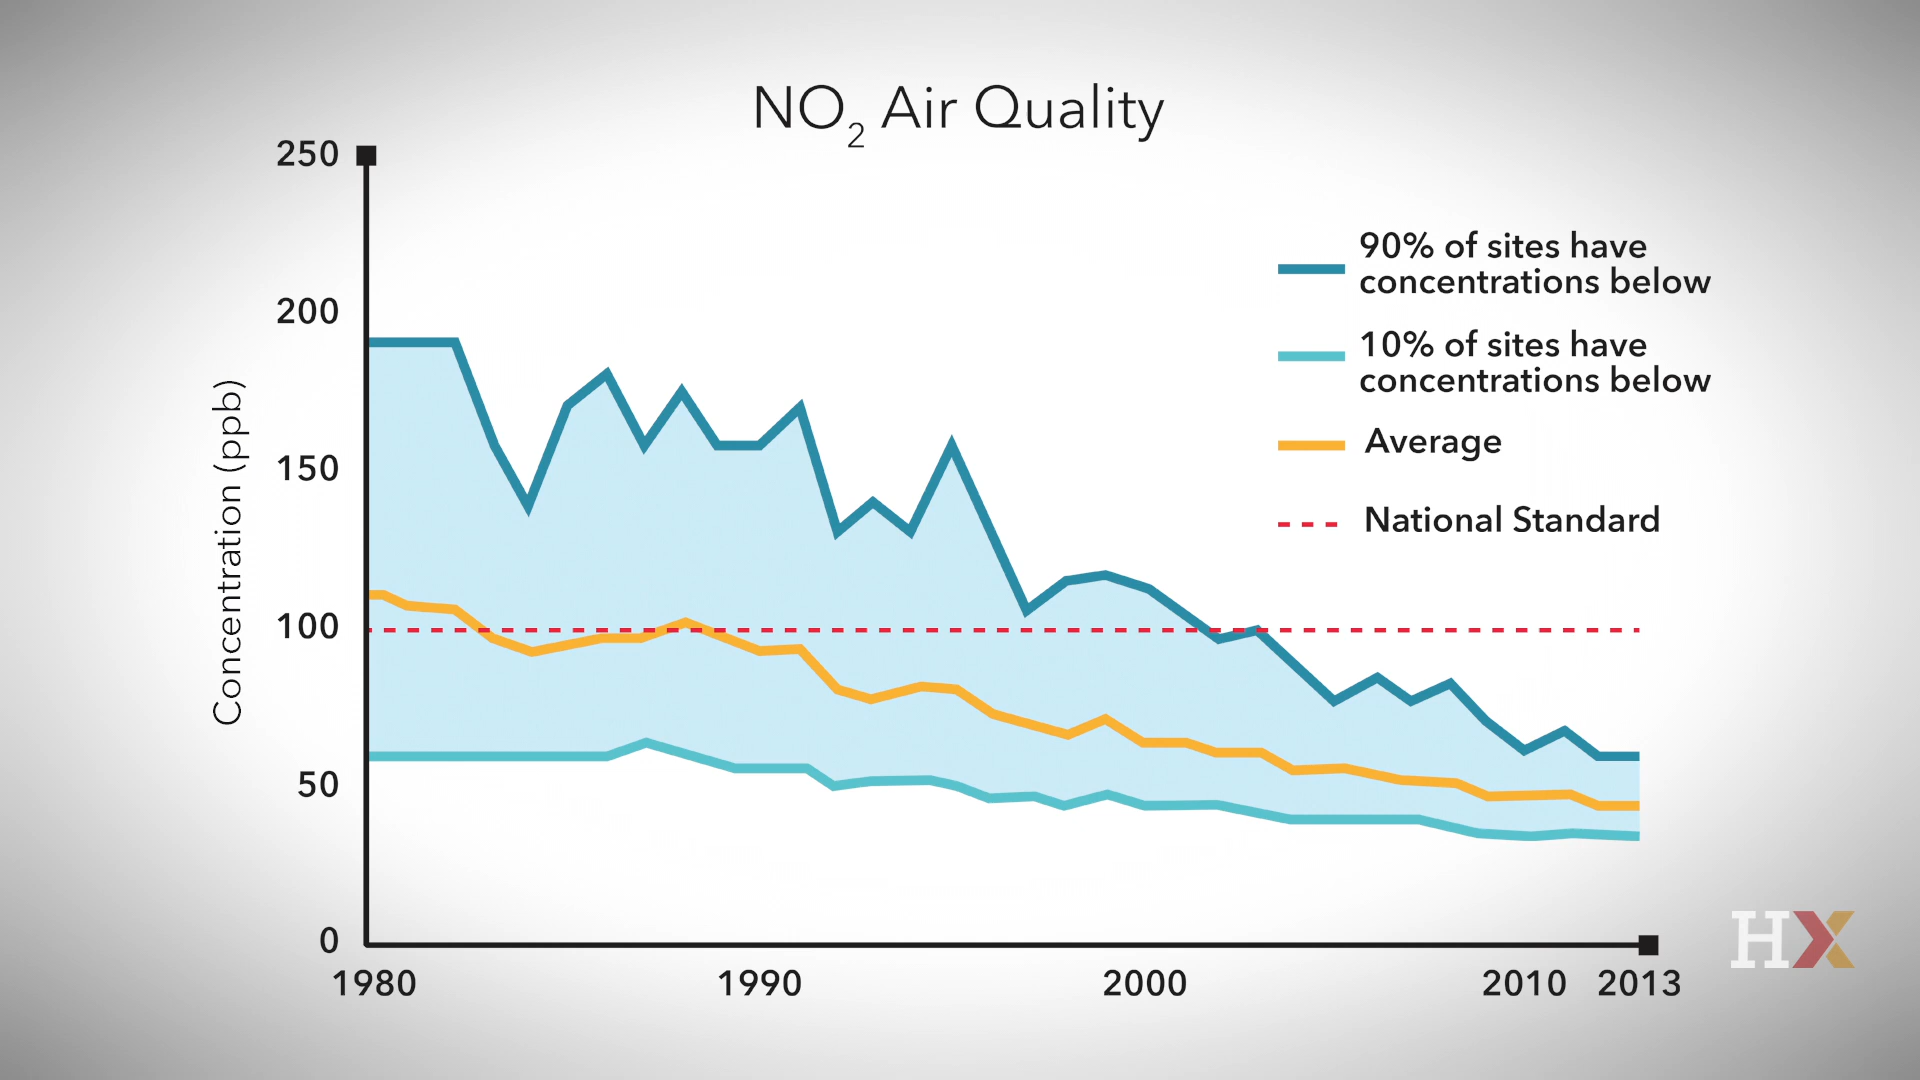 NO₂ Air Quality
250
200
150
100
50
0
Concentration (ppb)
90% of sites have
concentrations below
10% of sites have
concentrations below
Average
National Standard
1980
1990
2000
2010
2013
HX